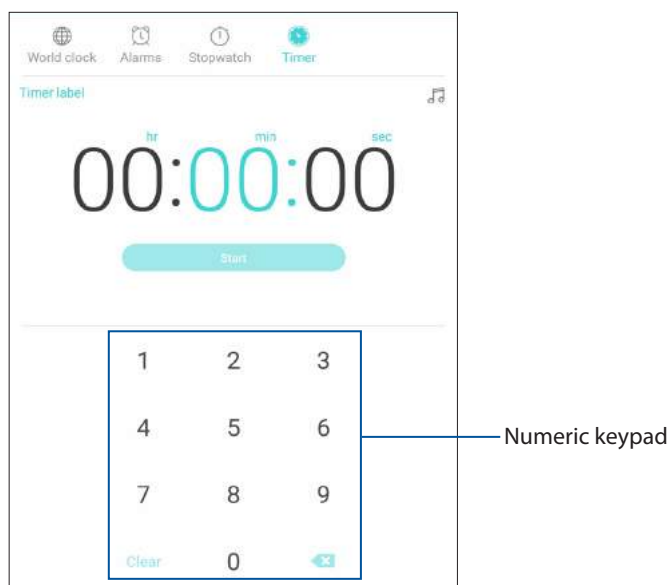 World clock Alarms Stopwatch Timer
Timer label
hr min sec
00:00:00
Start
1 2 3
4 5 6
Numeric keypad
7 8 9
Clear 0